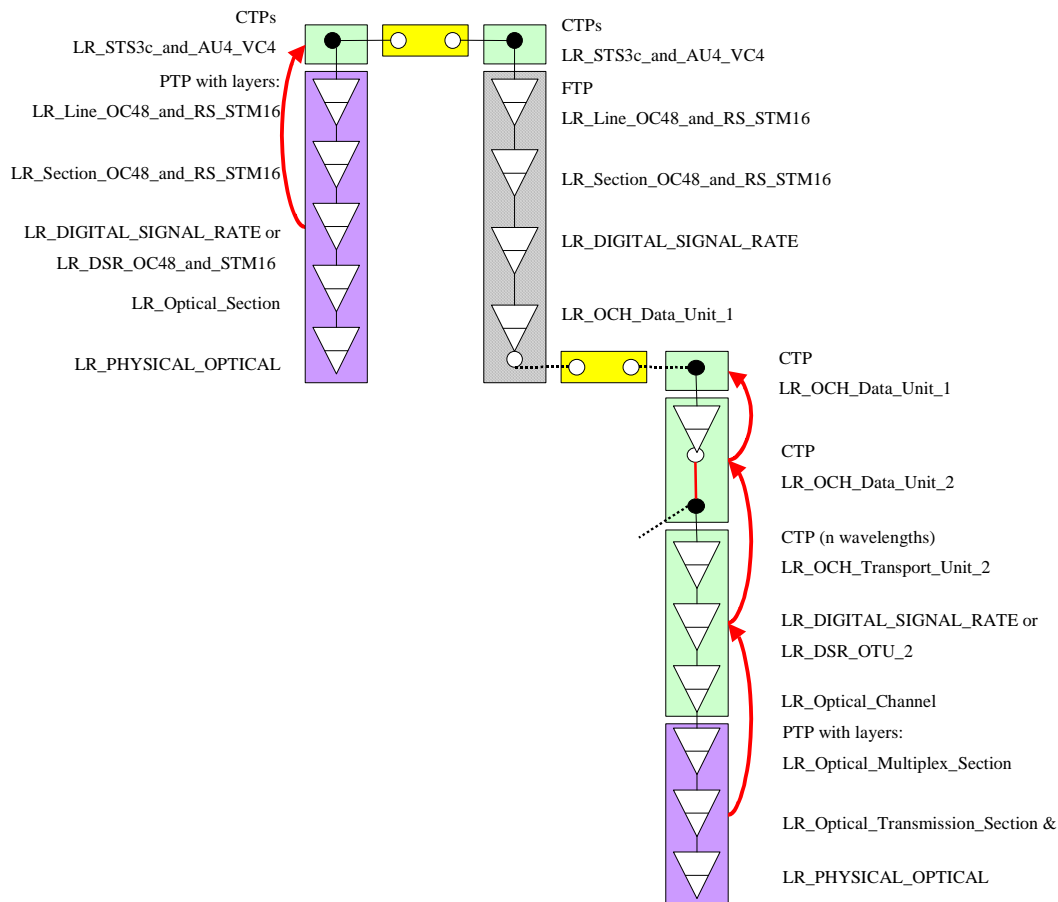 CTPs
LR_STS3c_and_AU4_VC4
PTP with layers:
LR_Line_OC48_and_RS_STM16
LR_Section_OC48_and_RS_STM16
LR_DIGITAL_SIGNAL_RATE or
LR_DSR_OC48_and_STM16
LR_Optical_Section
LR_PHYSICAL_OPTICAL
CTPs
LR_STS3c_and_AU4_VC4
FTP
LR_Line_OC48_and_RS_STM16
LR_Section_OC48_and_RS_STM16
LR_DIGITAL_SIGNAL_RATE
LR_OCH_Data_Unit_1
CTP
LR_OCH_Data_Unit_1
CTP
LR_OCH_Data_Unit_2
CTP (n wavelengths)
LR_OCH_Transport_Unit_2
LR_DIGITAL_SIGNAL_RATE or
LR_DSR_OTU_2
LR_Optical_Channel
PTP with layers:
LR_Optical_Multiplex_Section
LR_Optical_Transmission_Section &
LR_PHYSICAL_OPTICAL